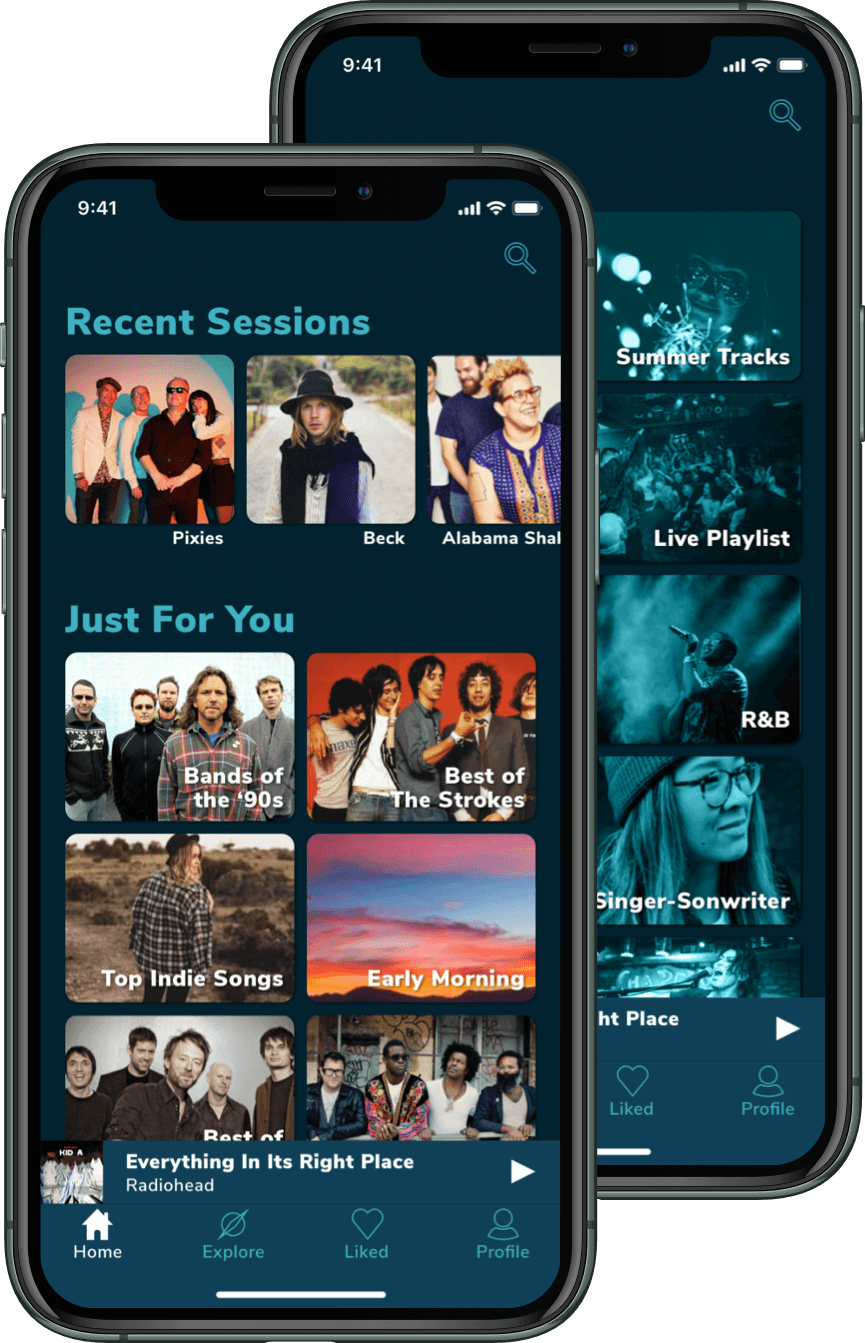 9:41
Recent Sessions
Pixies
Beck
Alabama Shak
Just For You
Bands of
the ‘90s
Best of
The Strokes
Top Indie Songs
Early Morning
Best of
KID A
Everything In Its Right Place
Radiohead
Home
Explore
Liked
Profile
9:41
Summer Tracks
Live Playlist
R&B
Singer-Sonwriter
ht Place
Liked
Profile